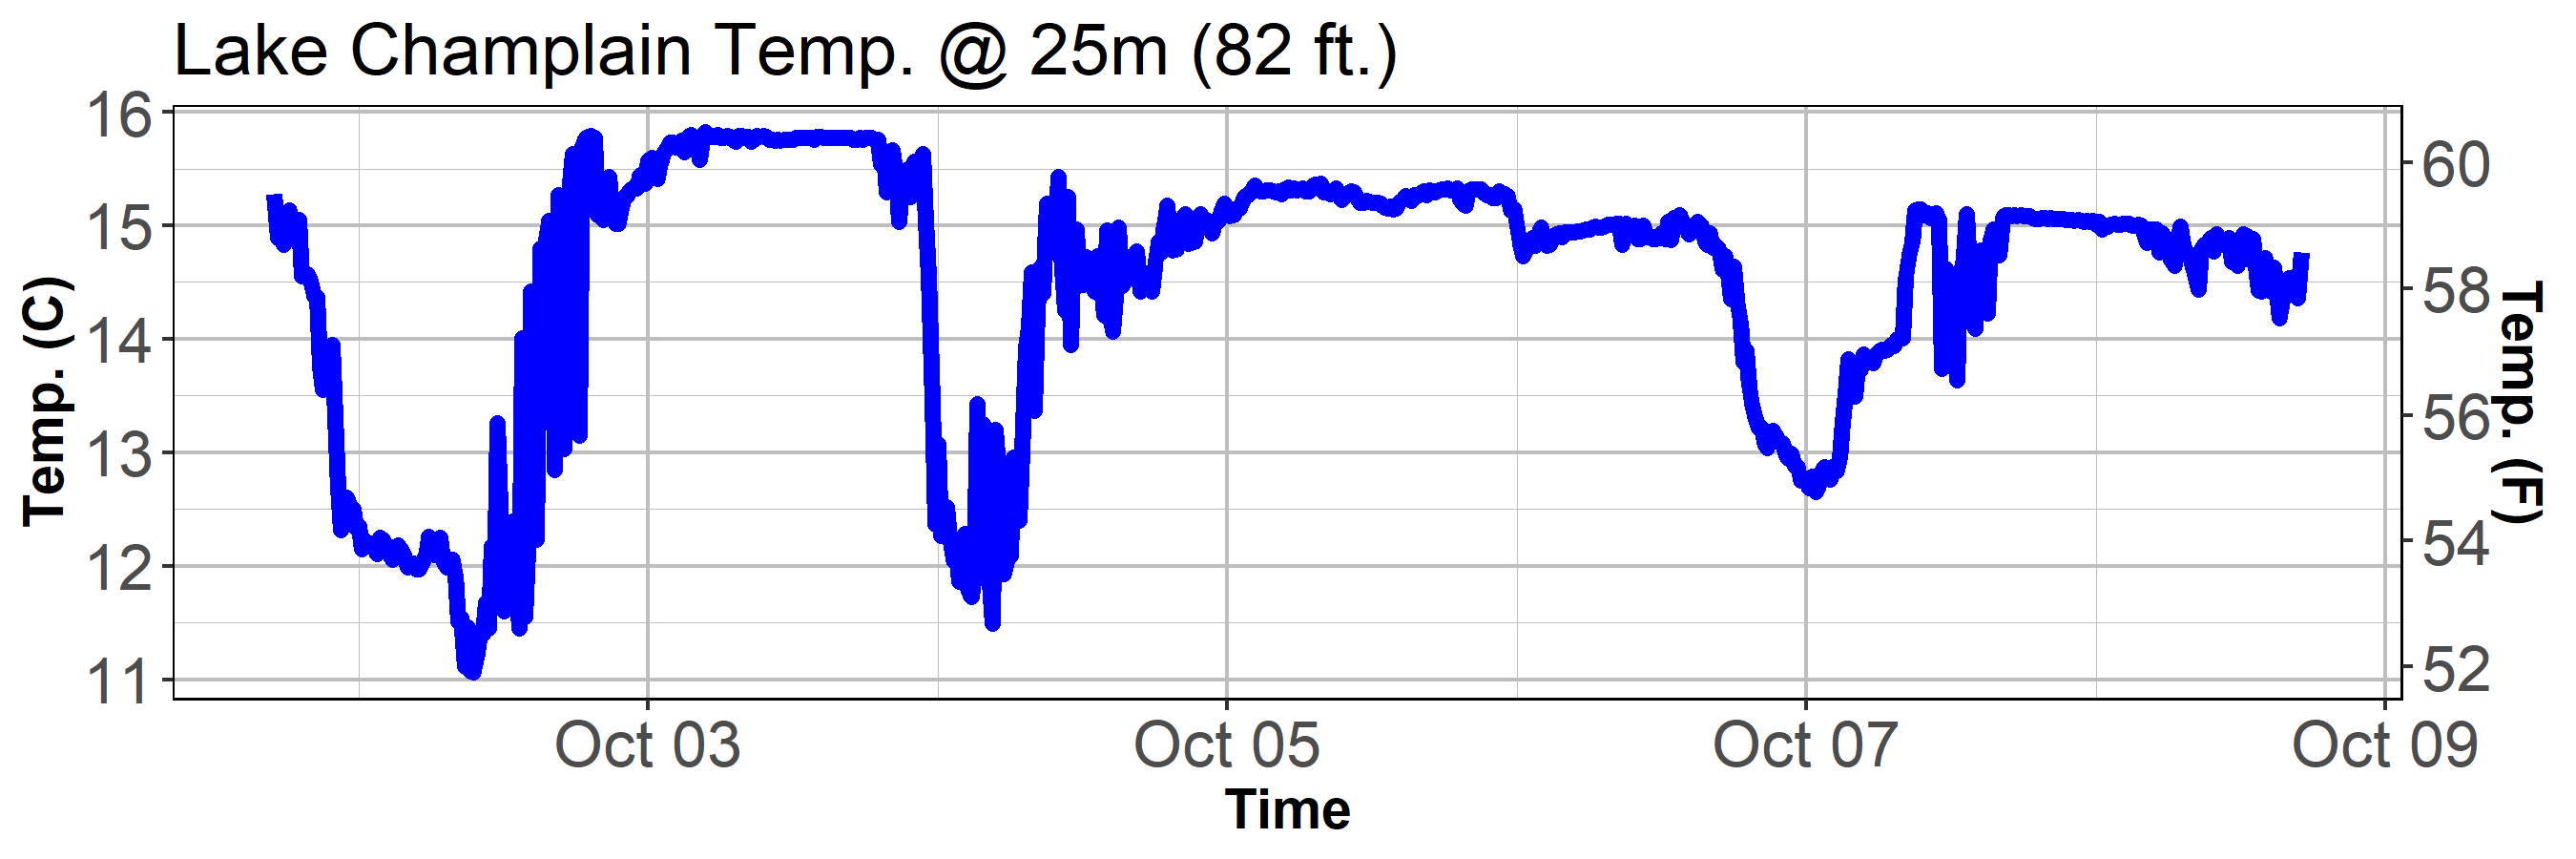 Lake Champlain Temp. @ 25m (82 ft.)
16
15
14
13
12
11
Temp. (C)
60
58
56
54
52
Temp. (F)
Oct 03
Oct 05
Oct 07
Oct 09
Time